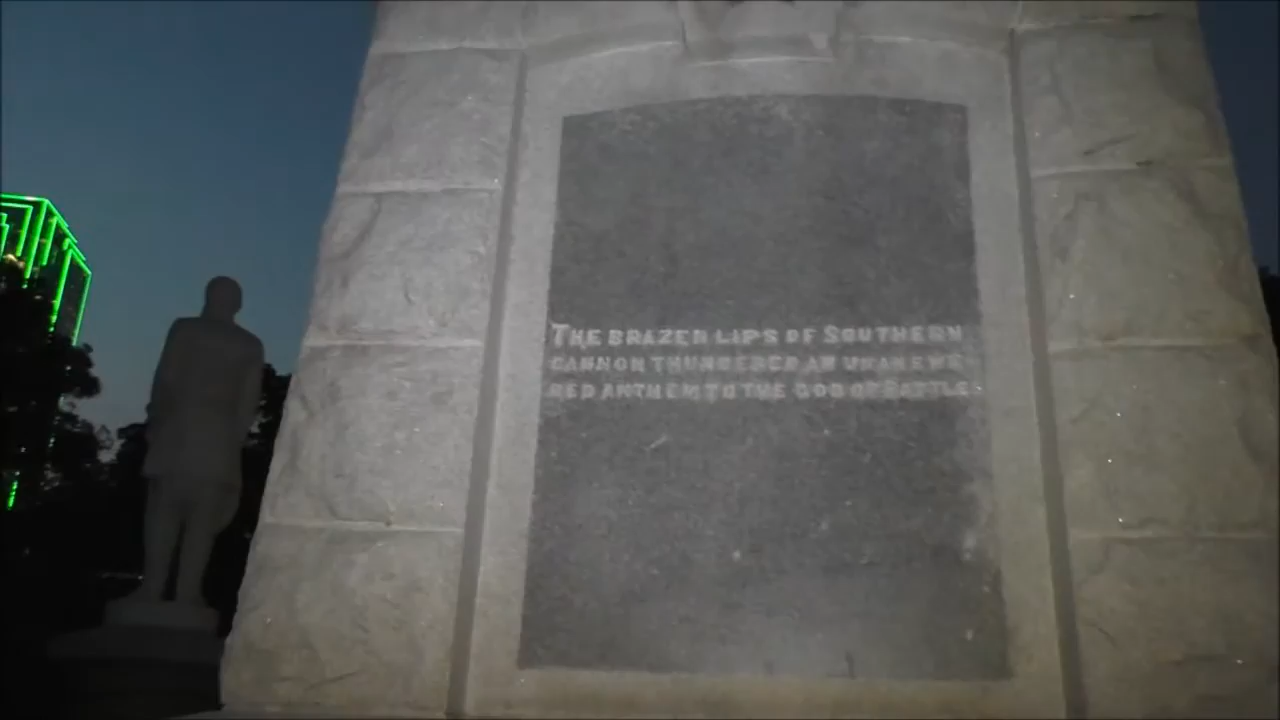 THE BRAZEN LIPS OF SOUTHERN
CANNON THUNDERED AN UNANSWE-
RED ANTHEM TO THE GOD OF BATTLE.